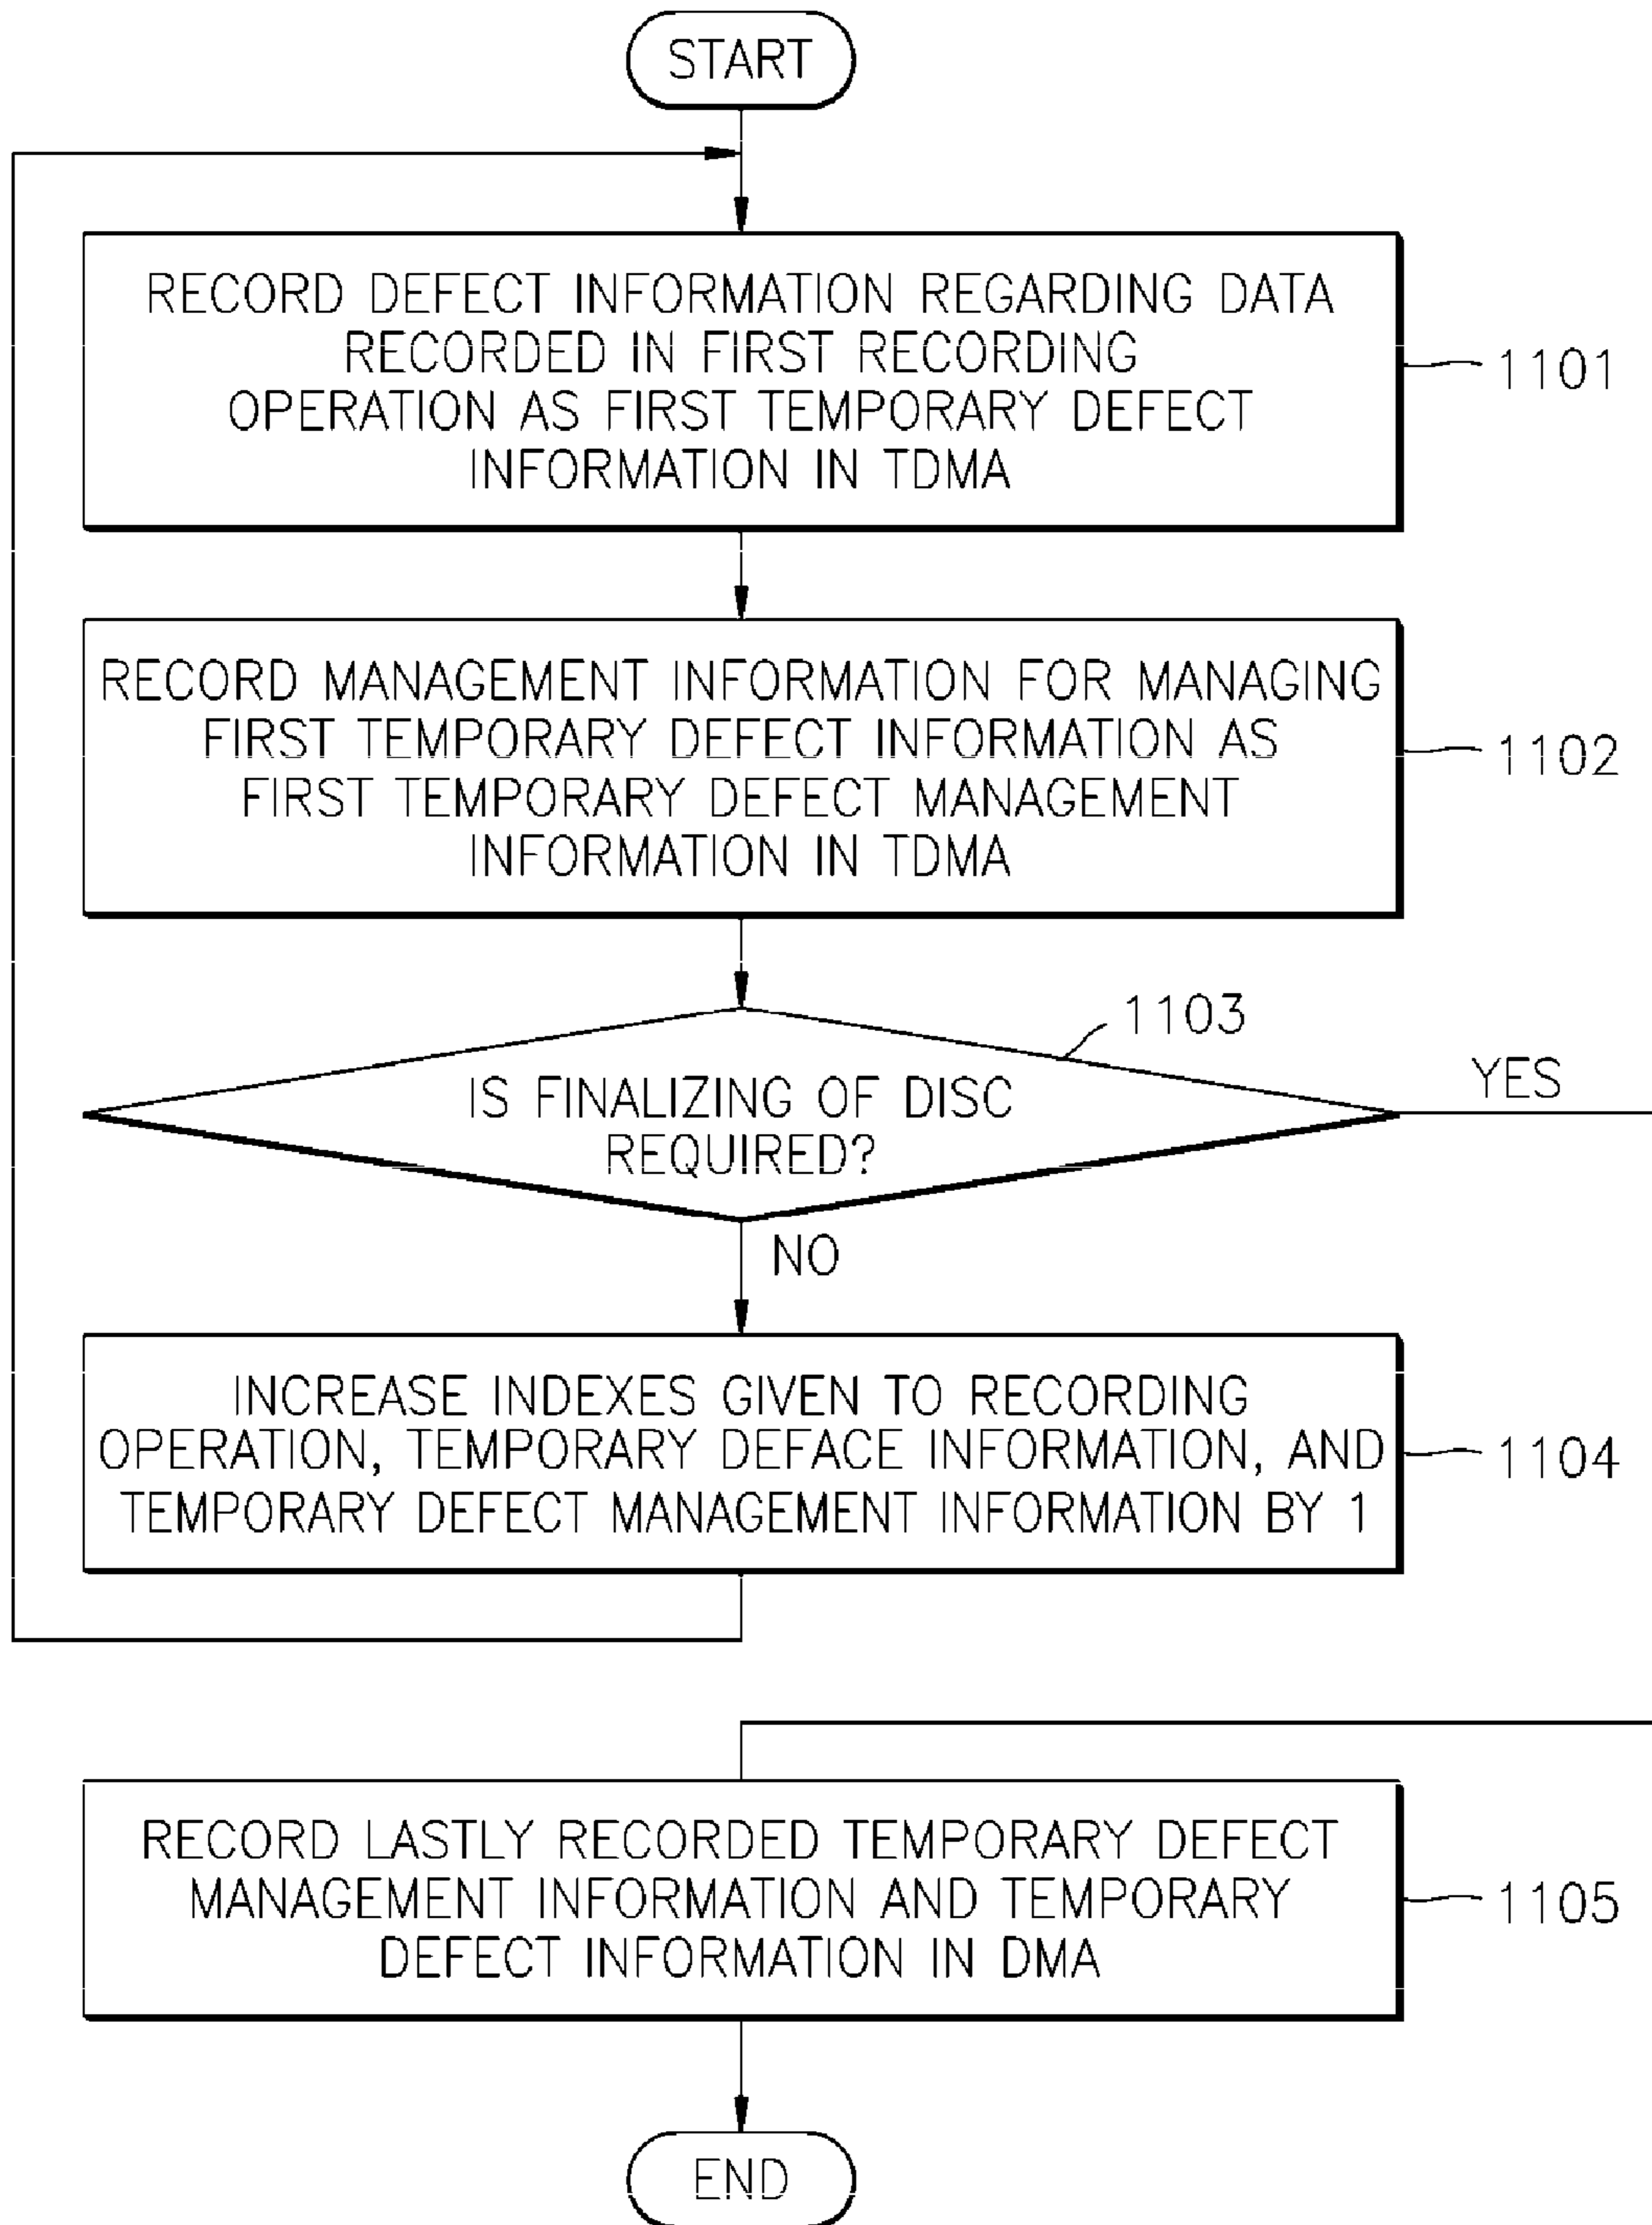 START
RECORD DEFECT INFORMATION REGARDING DATA
RECORDED IN FIRST RECORDING
OPERATION AS FIRST TEMPORARY DEFECT
INFORMATION IN TDMA
1101
RECORD MANAGEMENT INFORMATION FOR MANAGING
FIRST TEMPORARY DEFECT INFORMATION AS
FIRST TEMPORARY DEFECT MANAGEMENT
INFORMATION IN TDMA
1102
1103
IS FINALIZING OF DISC
REQUIRED?
YES
NO
INCREASE INDEXES GIVEN TO RECORDING
OPERATION, TEMPORARY DEFACE INFORMATION, AND
TEMPORARY DEFECT MANAGEMENT INFORMATION BY 1
1104
RECORD LASTLY RECORDED TEMPORARY DEFECT
MANAGEMENT INFORMATION AND TEMPORARY
DEFECT INFORMATION IN DMA
1105
END